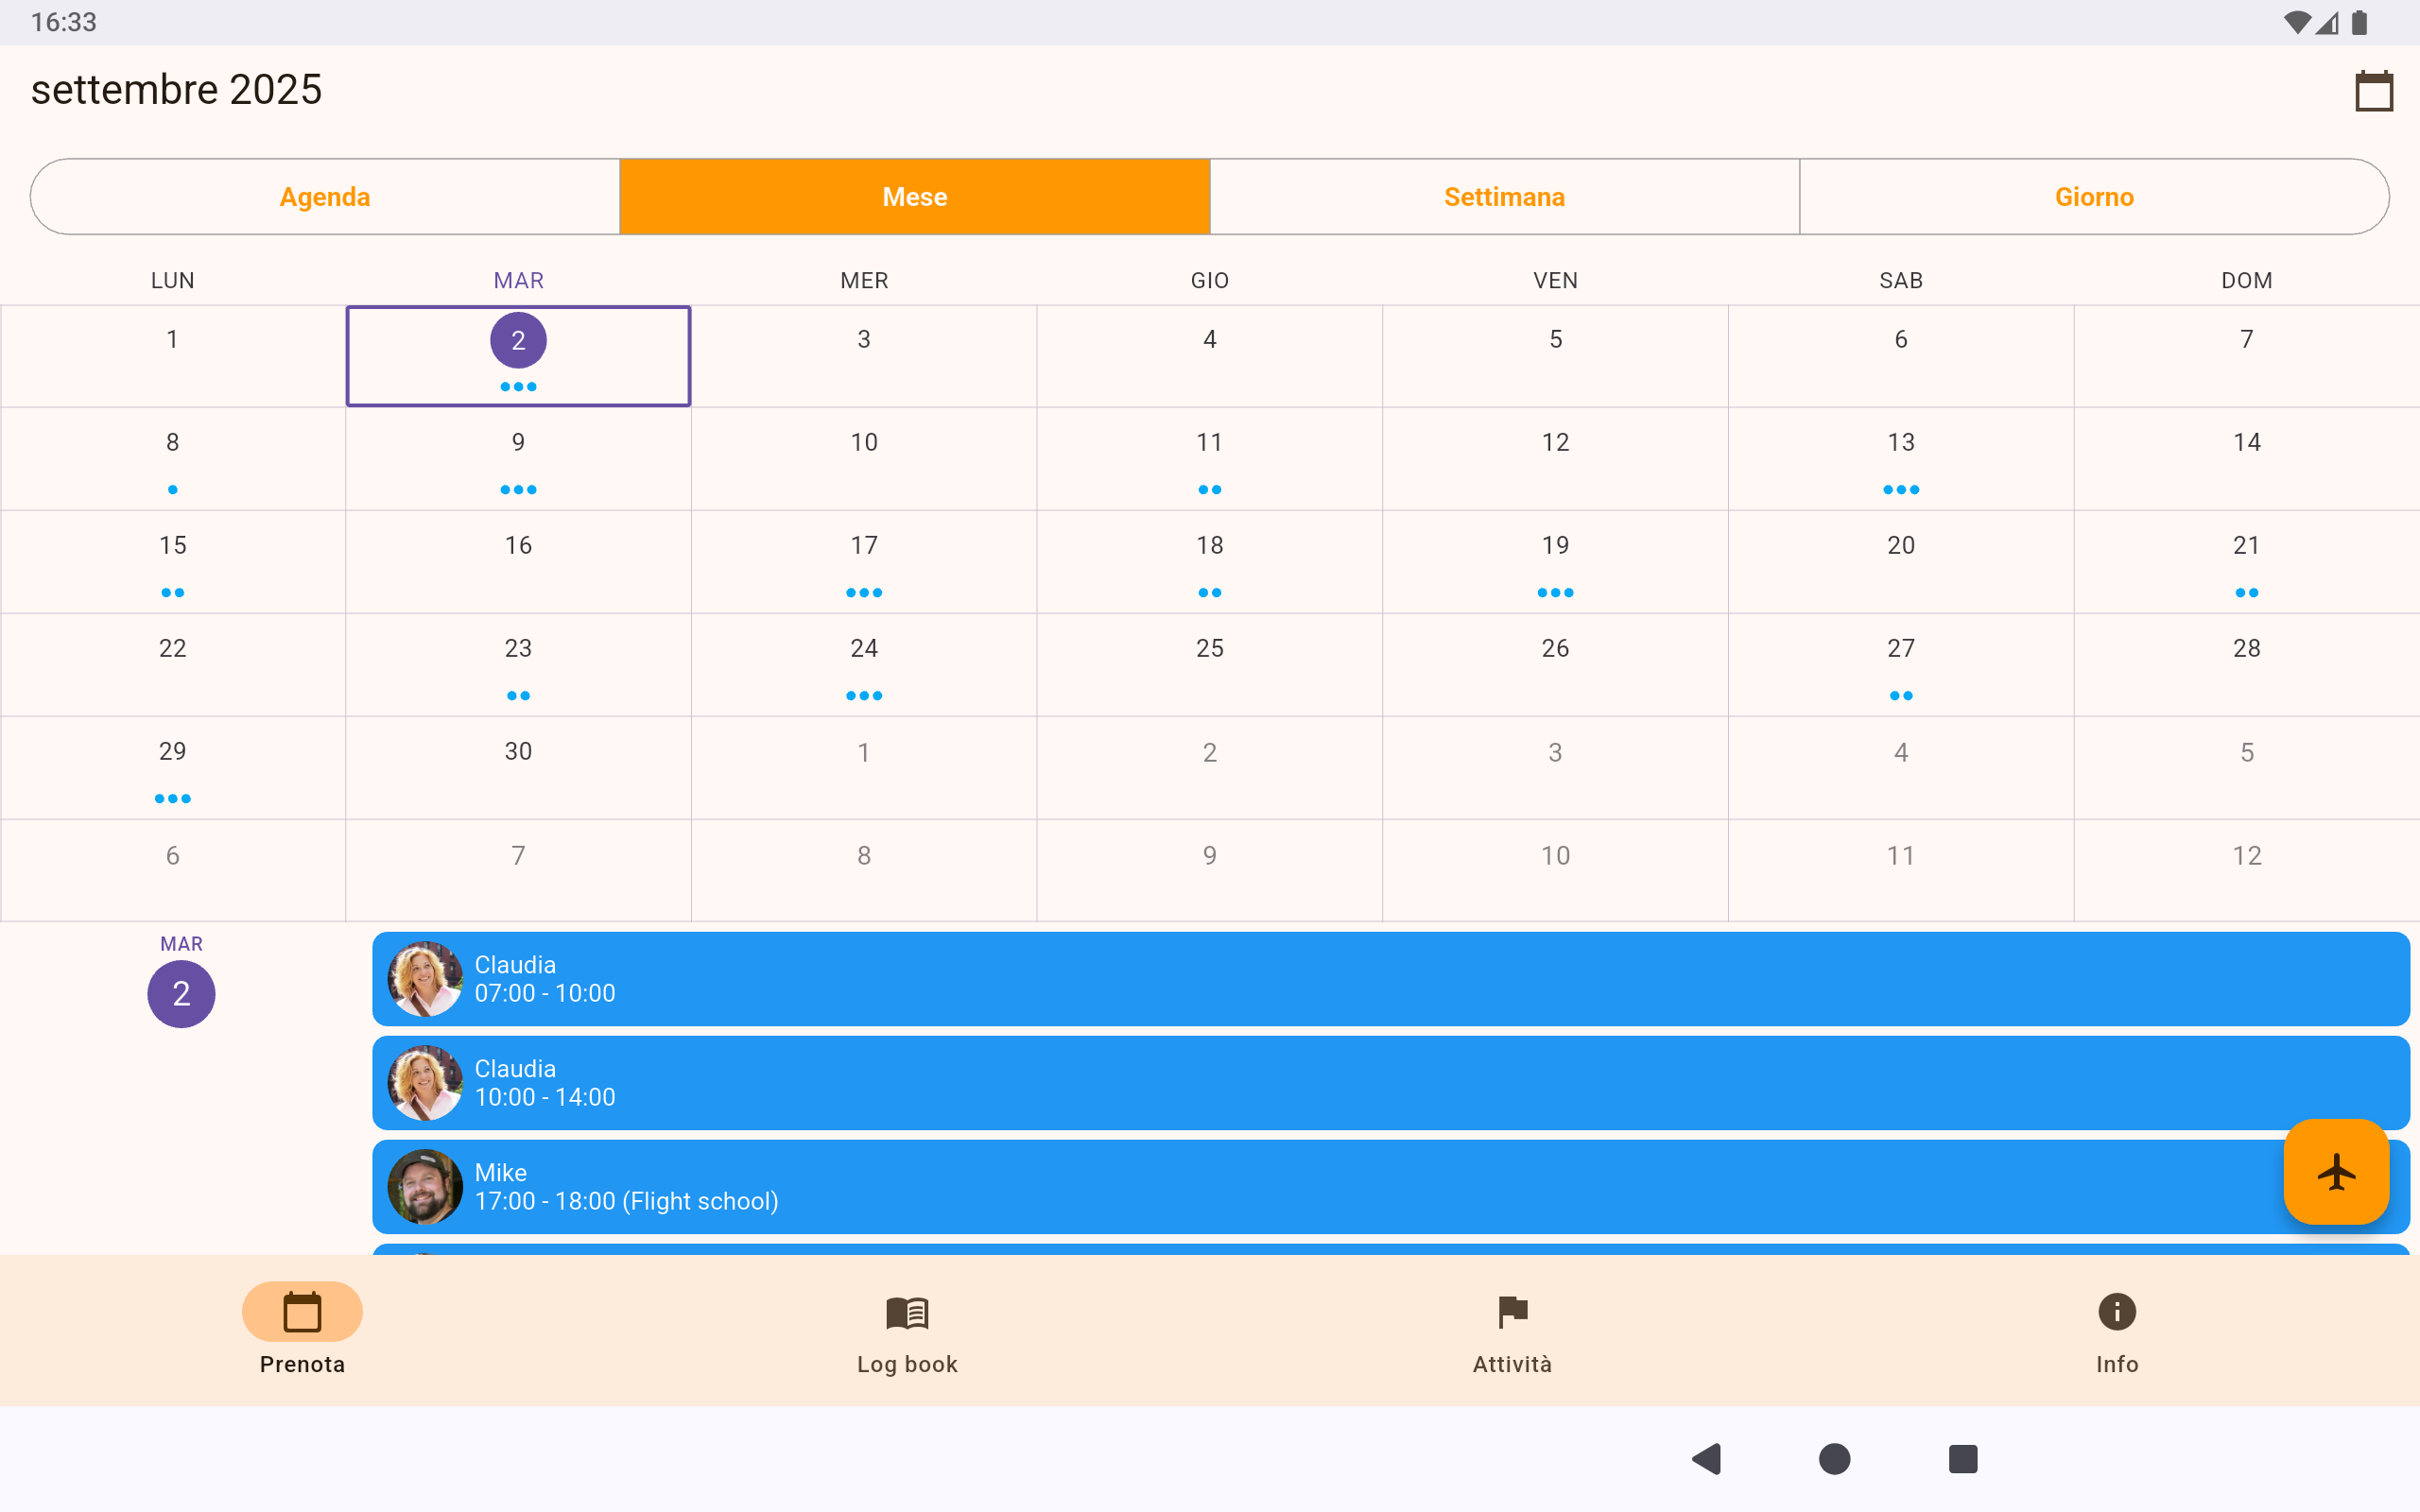 16:33
settembre 2025
Agenda Mese Settimana Giorno
LUN MAR MER GIO VEN SAB DOM
1 2 3 4 5 6 7
8 9 10 11 12 13 14
15 16 17 18 19 20 21
22 23 24 25 26 27 28
29 30 1 2 3 4 5
6 7 8 9 10 11 12
MAR
2
Claudia
07:00 - 10:00
Claudia
10:00 - 14:00
Mike
17:00 - 18:00 (Flight school)
Prenota Log book Attività Info